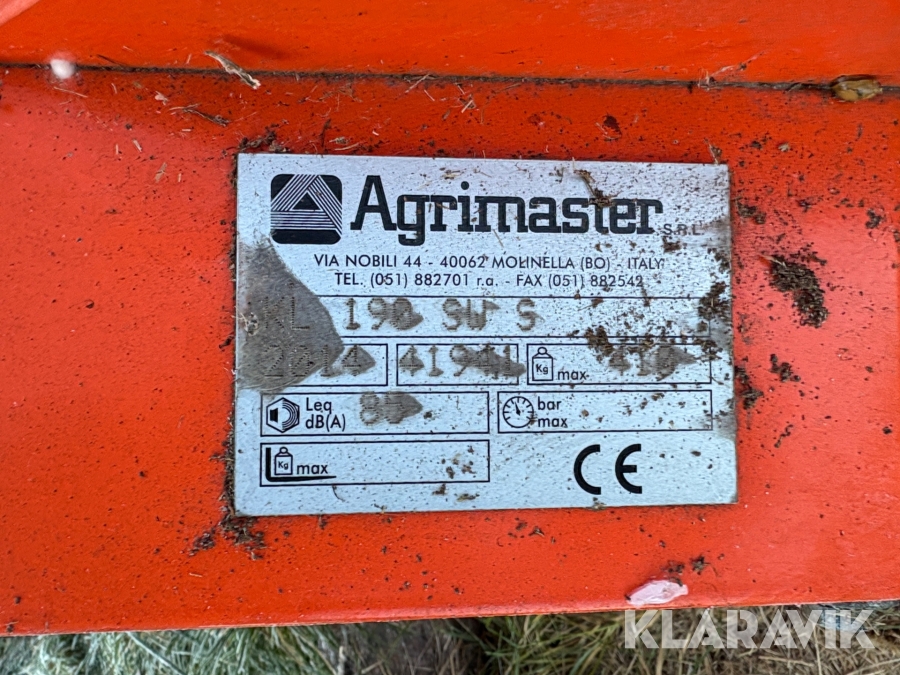 Agrimaster S.R.L.
VIA NOBILI 44 - 40062 MOLINELLA (BO) - ITALY
TEL. (051) 882701 r.a. - FAX (051) 882542
KL 190 SW S
2014 41941 Kg max 410
Leq dB(A) bar max
Kg max CE
KLARAVIK